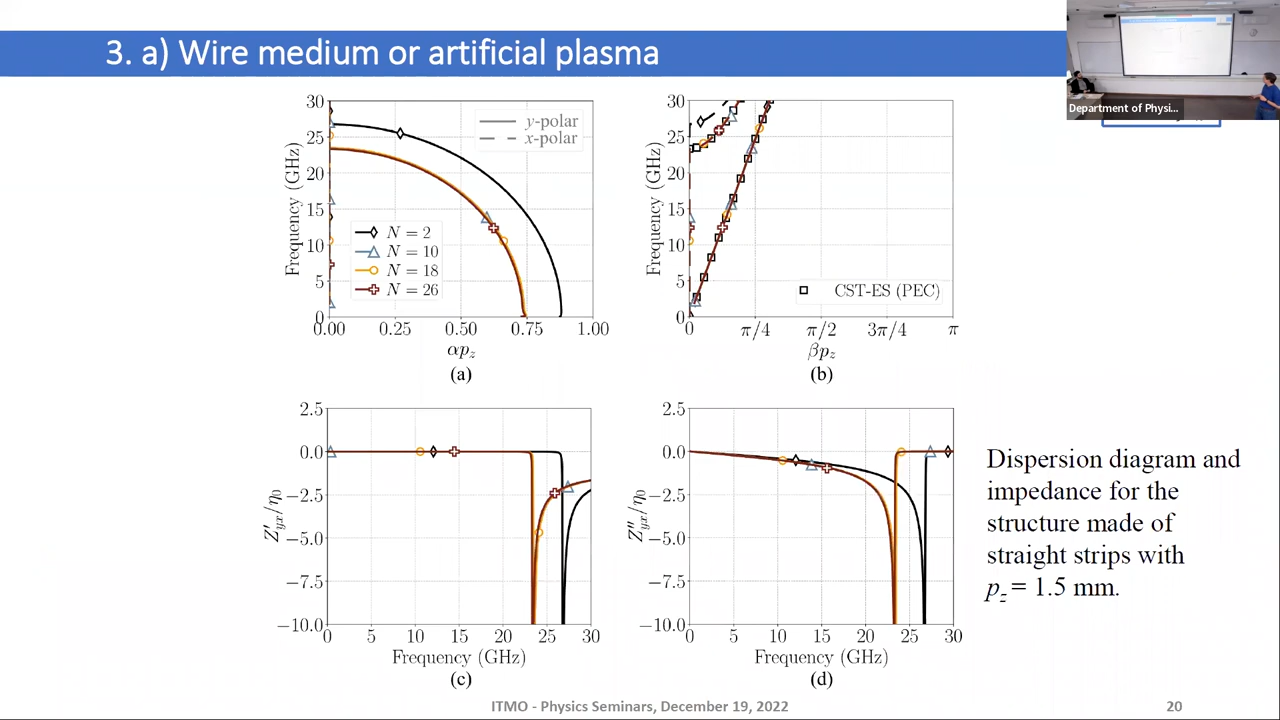 3. a) Wire medium or artificial plasma
Department of Physi...
30
25
20
15
10
5
0
Frequency (GHz)
y-polar
x-polar
N = 2
N = 10
N = 18
N = 26
0.00 0.25 0.50 0.75 1.00
αp_z
(a)
30
25
20
15
10
5
0
Frequency (GHz)
CST-ES (PEC)
0 π/4 π/2 3π/4 π
βp_z
(b)
2.5
0.0
−2.5
−5.0
−7.5
−10.0
Z′_yx/η_0
0 5 10 15 20 25 30
Frequency (GHz)
(c)
2.5
0.0
−2.5
−5.0
−7.5
−10.0
Z″_yx/η_0
0 5 10 15 20 25 30
Frequency (GHz)
(d)
Dispersion diagram and
impedance for the
structure made of
straight strips with
p_z = 1.5 mm.
ITMO - Physics Seminars, December 19, 2022
20